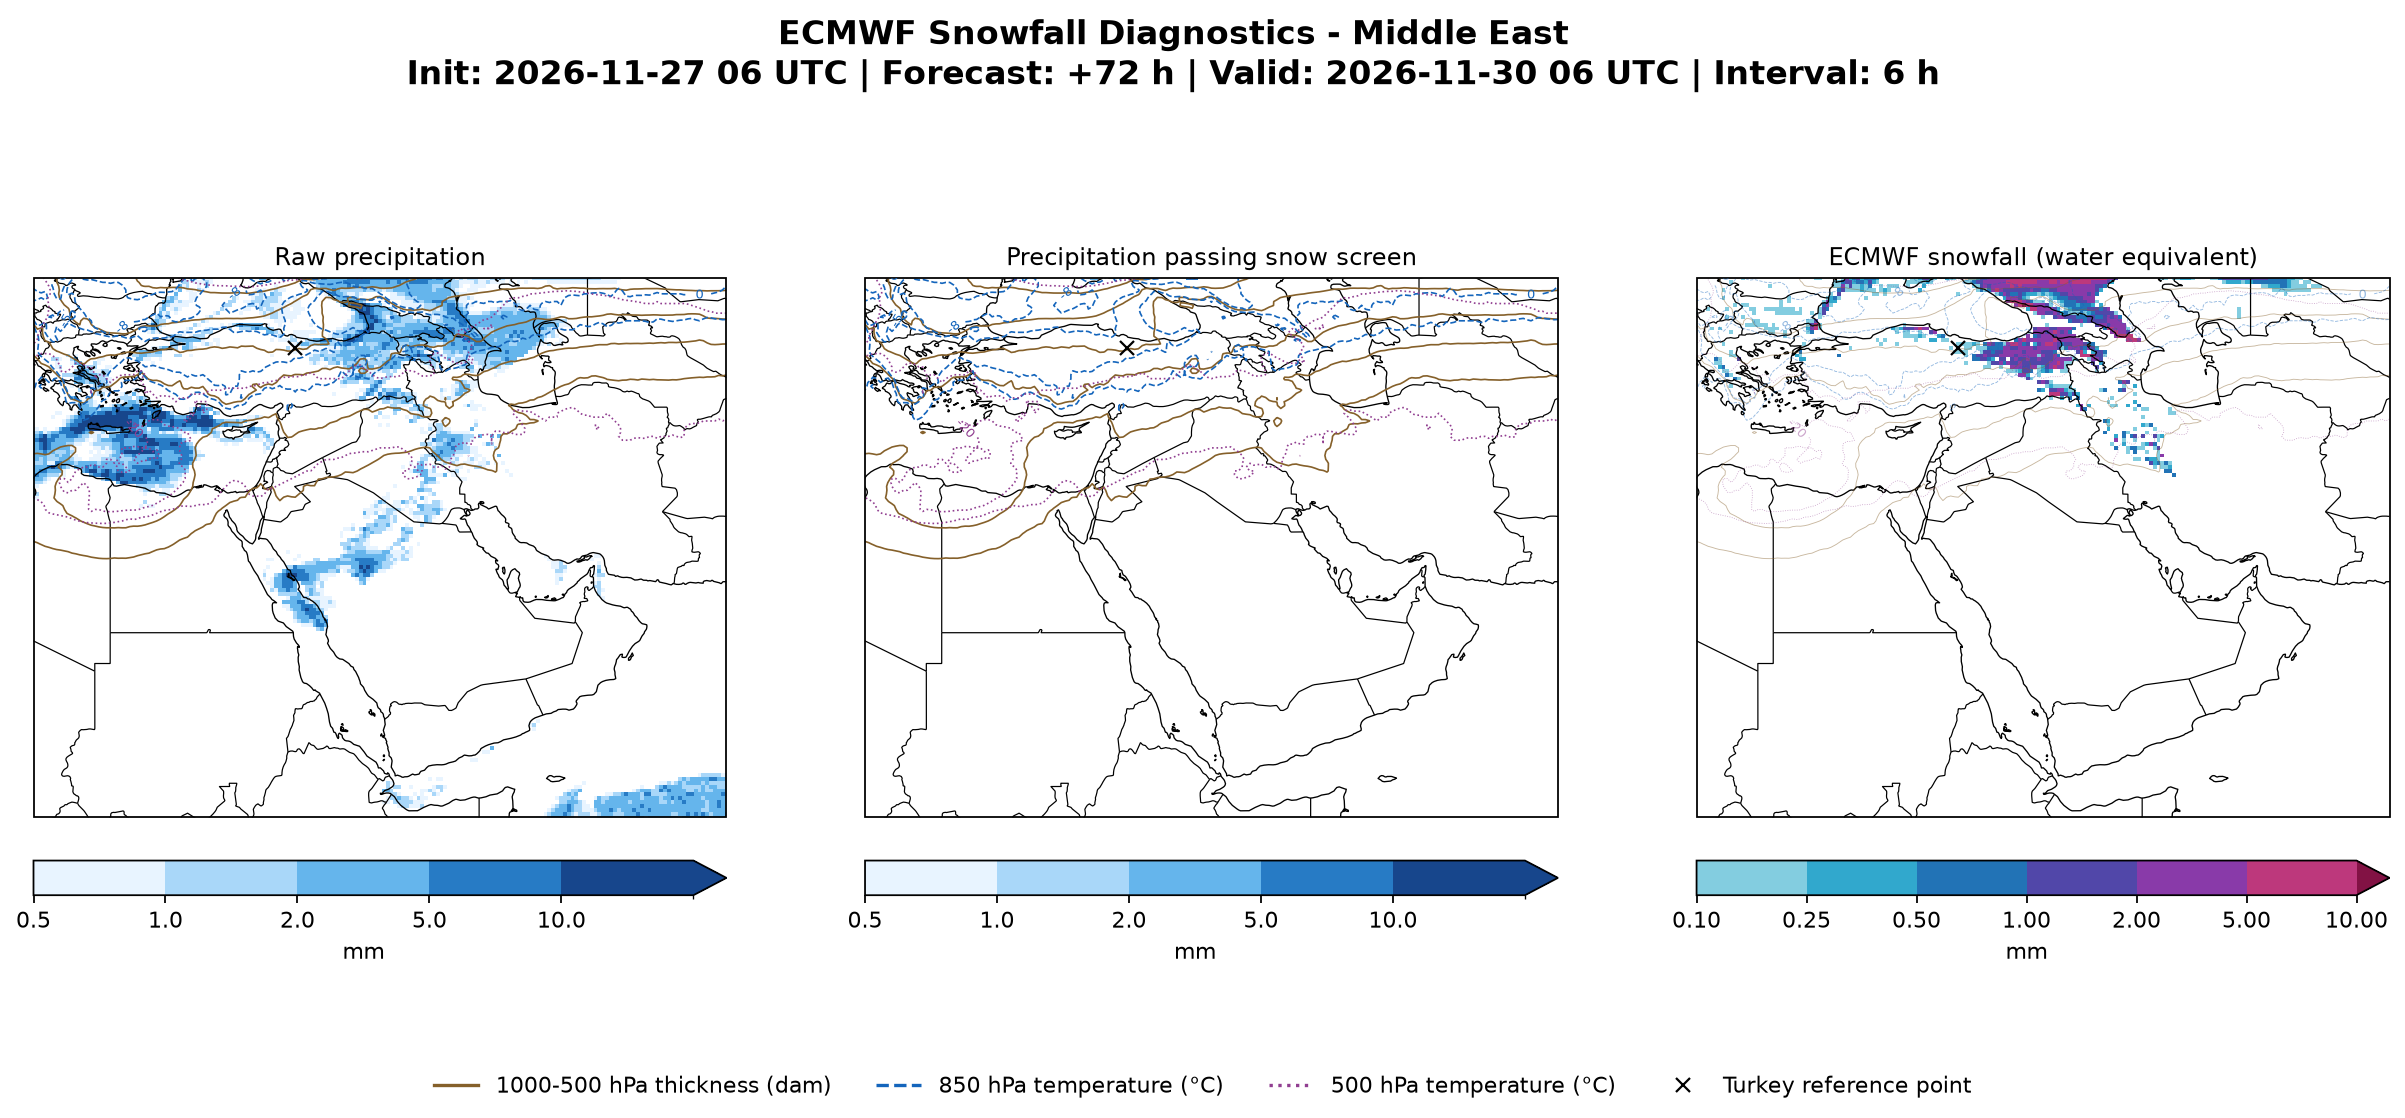 ECMWF Snowfall Diagnostics - Middle East
Init: 2026-11-27 06 UTC | Forecast: +72 h | Valid: 2026-11-30 06 UTC | Interval: 6 h
Raw precipitation
Precipitation passing snow screen
ECMWF snowfall (water equivalent)
0.5 1.0 2.0 5.0 10.0
mm
0.5 1.0 2.0 5.0 10.0
mm
0.10 0.25 0.50 1.00 2.00 5.00 10.00
mm
1000-500 hPa thickness (dam)
850 hPa temperature (°C)
500 hPa temperature (°C)
Turkey reference point